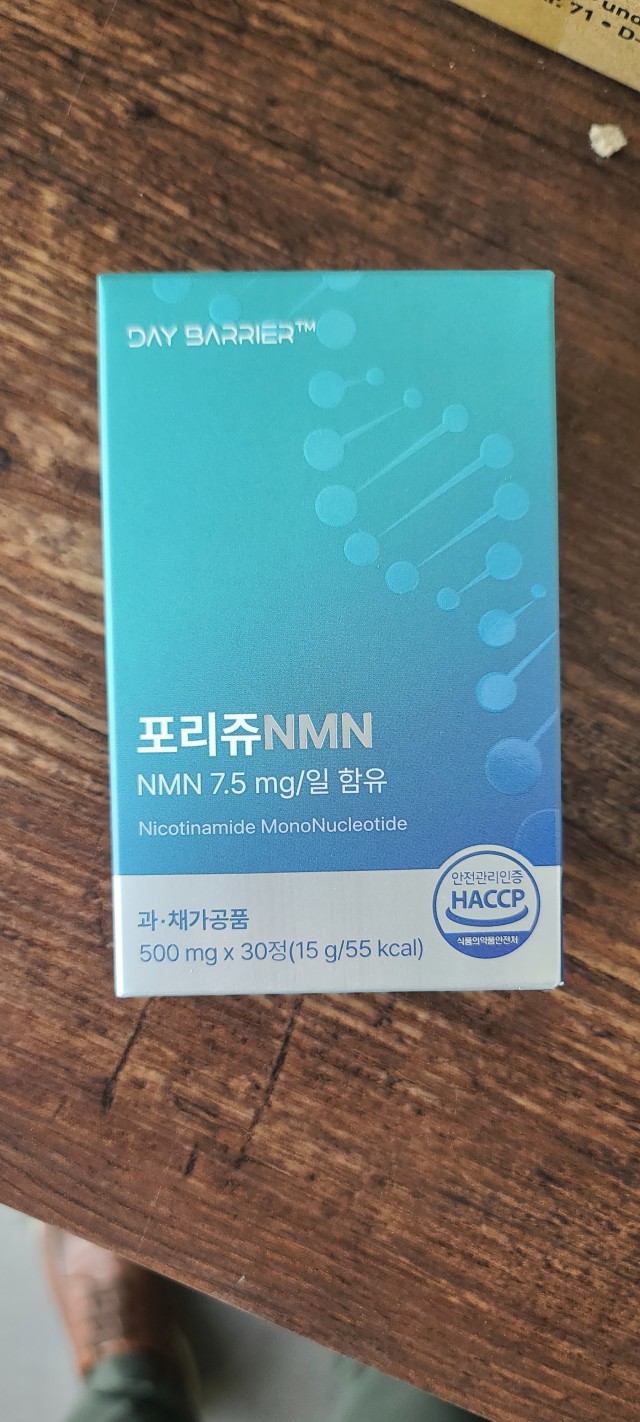 71 • D-
DAY BARRIER™
포리쥬NMN
NMN 7.5 mg/일 함유
Nicotinamide MonoNucleotide
안전관리인증
HACCP
식품의약품안전처
과·채가공품
500 mg x 30정(15 g/55 kcal)